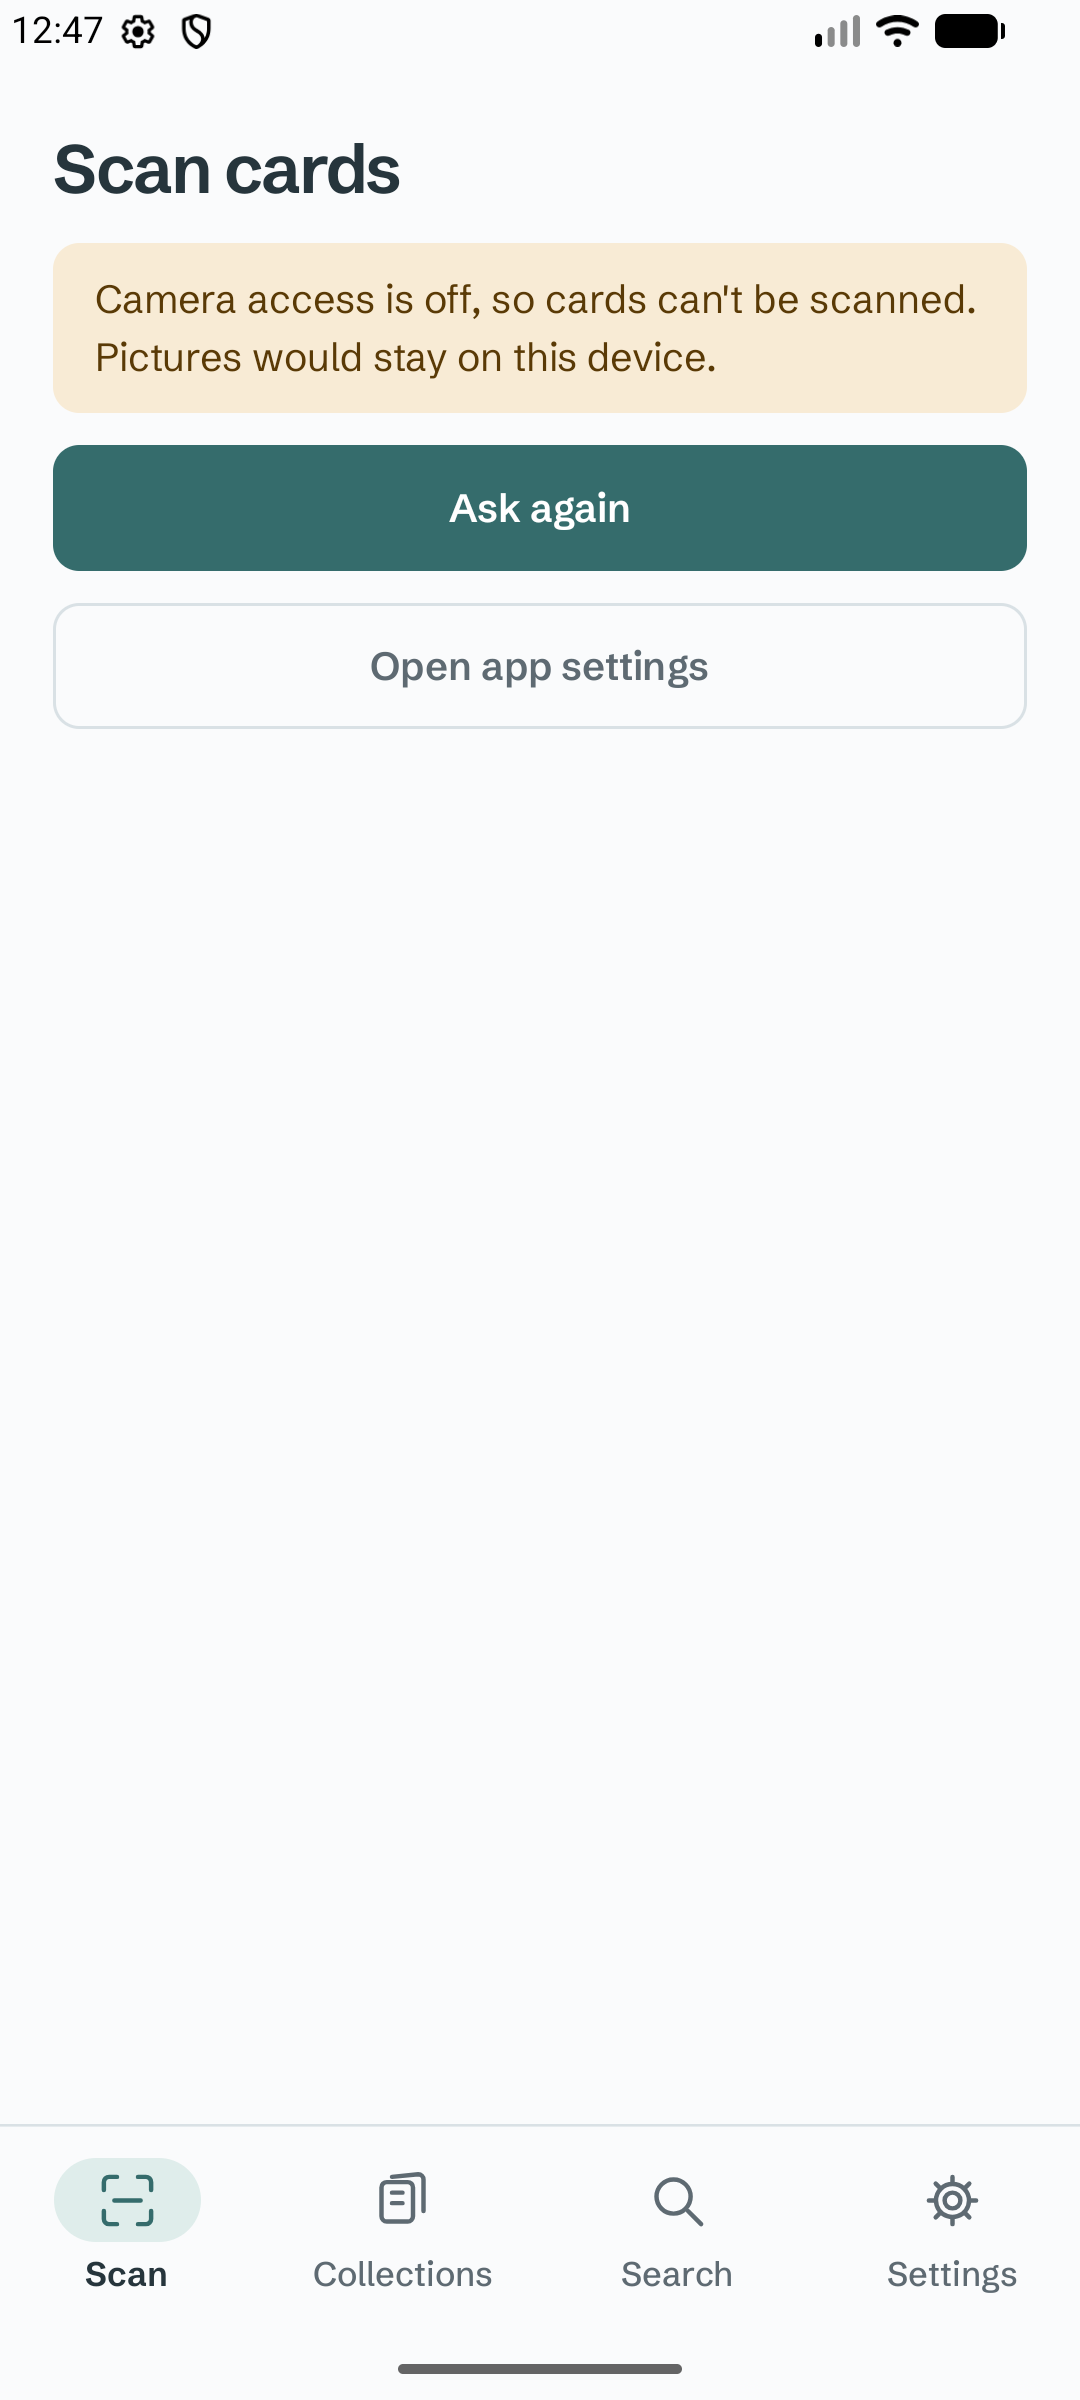 12:47
Scan cards
Camera access is off, so cards can't be scanned.
Pictures would stay on this device.
Ask again
Open app settings
Scan
Collections
Search
Settings